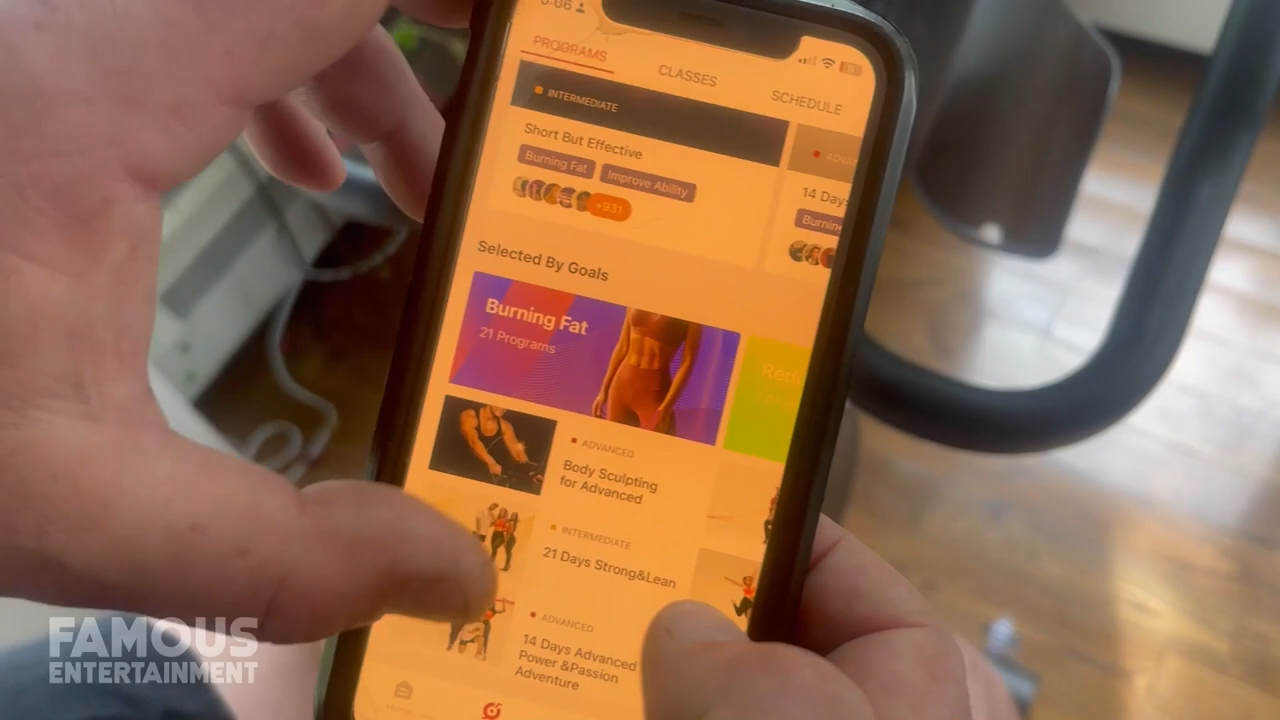 PROGRAMS
CLASSES
SCHEDULE
INTERMEDIATE
Short But Effective
Burning Fat
Improve Ability
+931
14 Day
Selected By Goals
Burning Fat
21 Programs
ADVANCED
Body Sculpting
for Advanced
INTERMEDIATE
21 Days Strong&Lean
ADVANCED
14 Days Advanced
Power &Passion
Adventure
Home
FAMOUS
ENTERTAINMENT